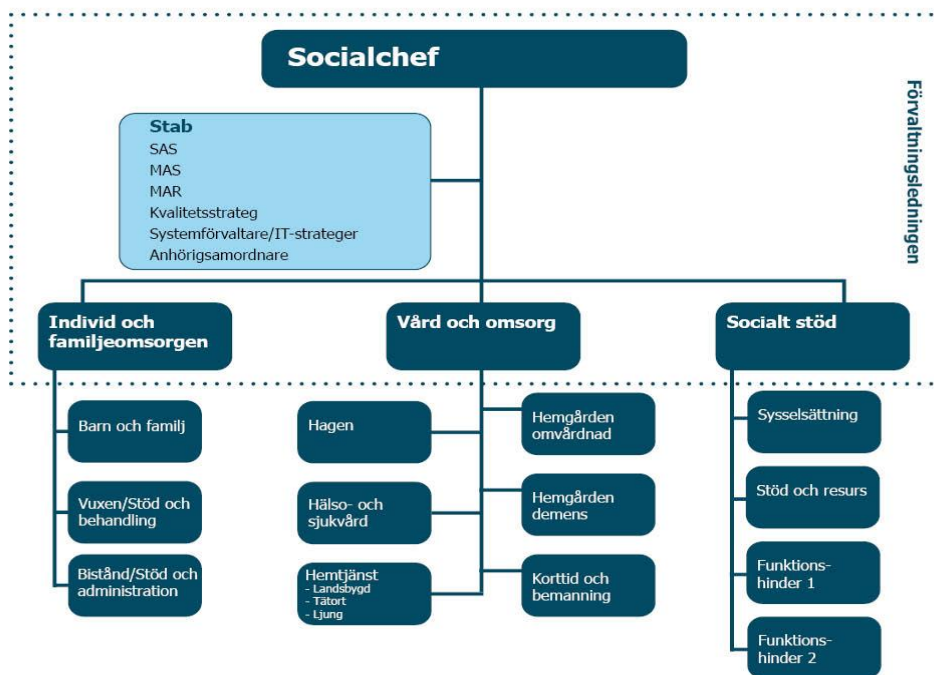 Socialchef
Förvaltningsledningen
Stab
SAS
MAS
MAR
Kvalitetsstrateg
Systemförvaltare/IT-strateger
Anhörigsamordnare
Individ och
familjeomsorgen
Vård och omsorg
Socialt stöd
Barn och familj
Vuxen/Stöd och
behandling
Bistånd/Stöd och
administration
Hagen
Hälso- och
sjukvård
Hemtjänst
- Landsbygd
- Tätort
- Ljung
Hemgården
omvårdnad
Hemgården
demens
Korttid och
bemanning
Sysselsättning
Stöd och resurs
Funktions-
hinder 1
Funktions-
hinder 2